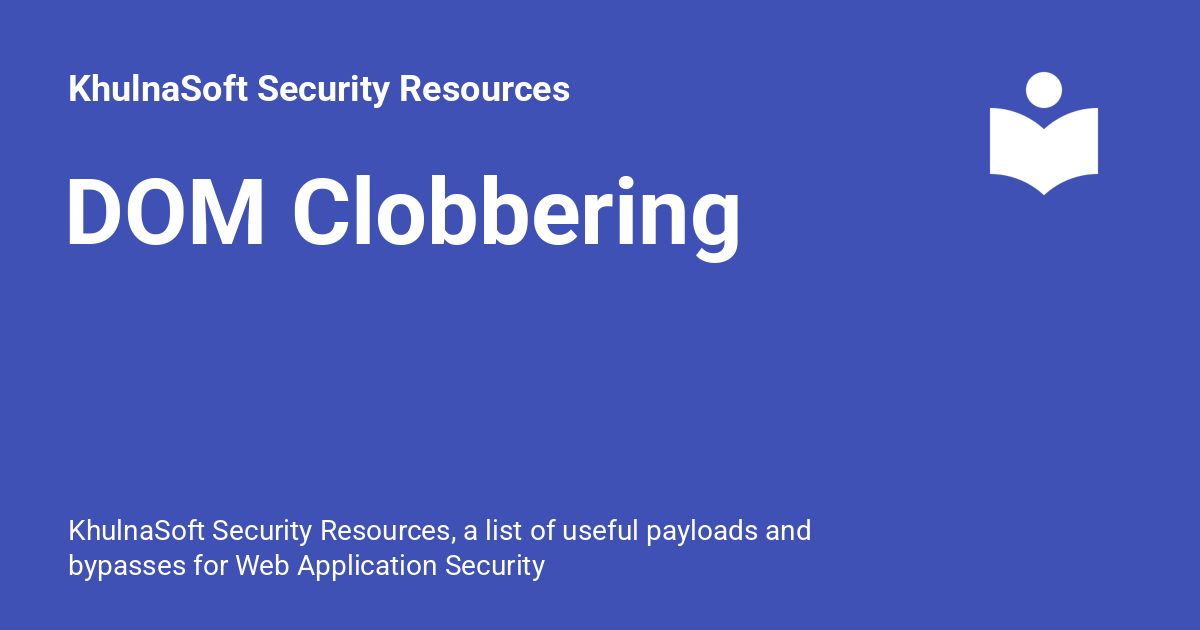 KhulnaSoft Security Resources
DOM Clobbering
KhulnaSoft Security Resources, a list of useful payloads and
bypasses for Web Application Security